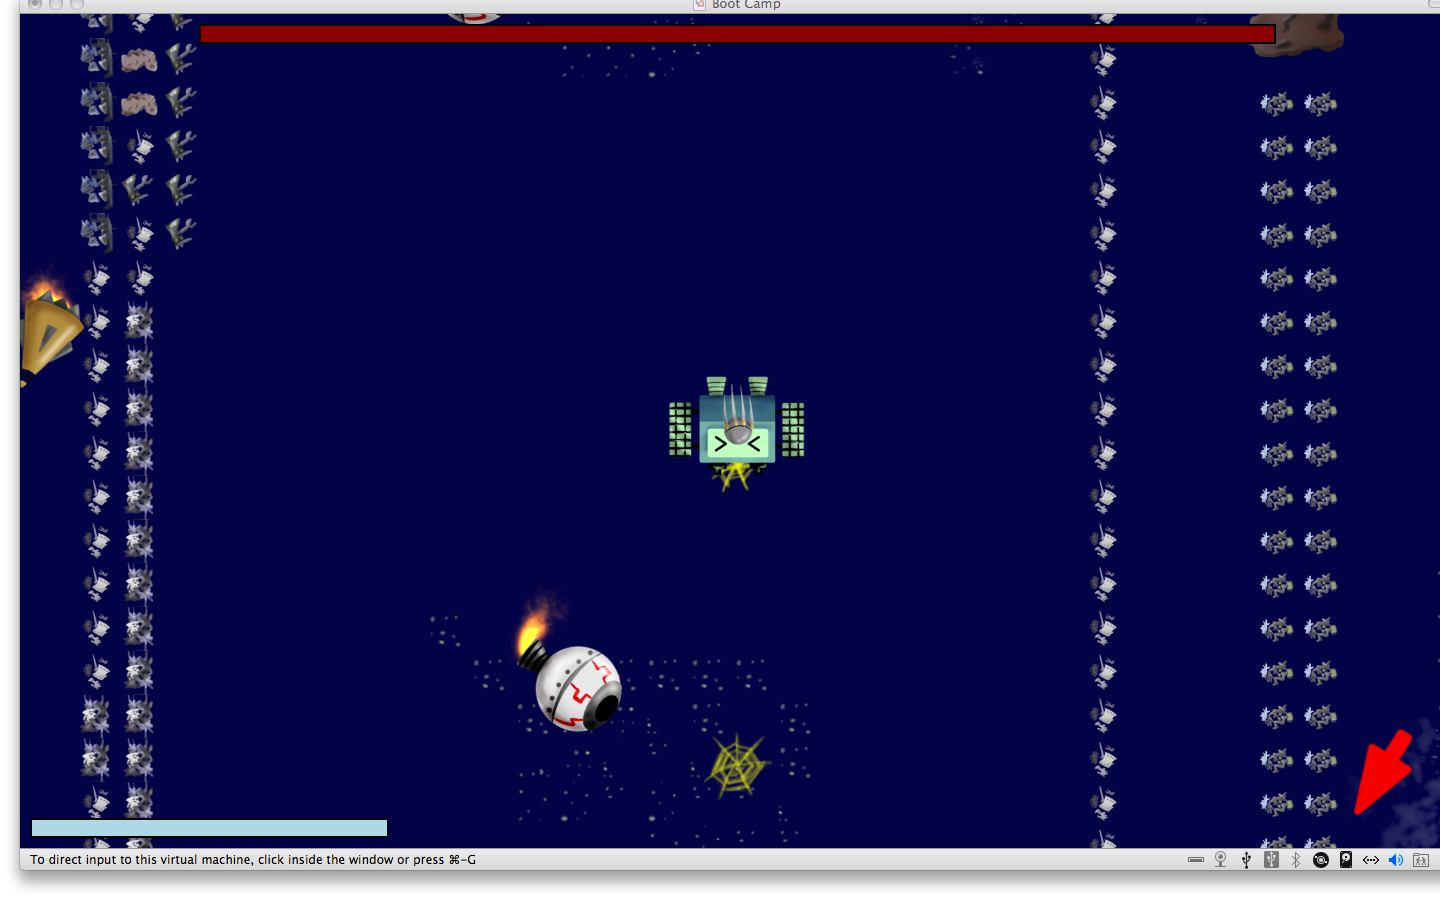 Boot Camp
> <
To direct input to this virtual machine, click inside the window or press ⌘-G